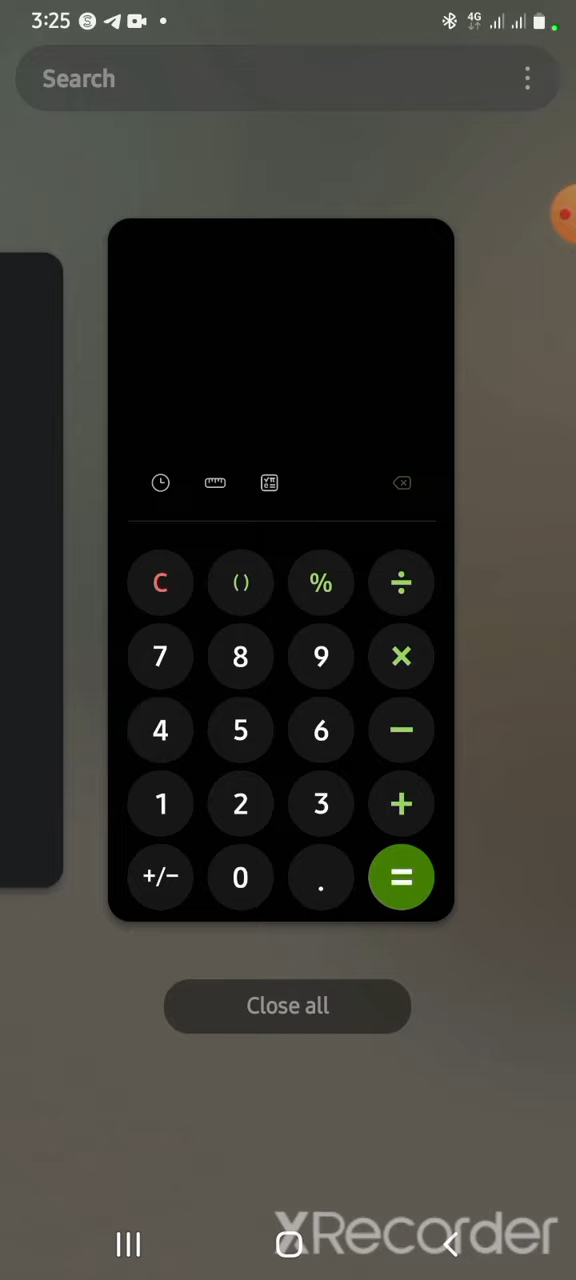 3:25 4G
Search
C () % ÷
7 8 9 ×
4 5 6 −
1 2 3 +
+/− 0 . =
Close all
XRecorder